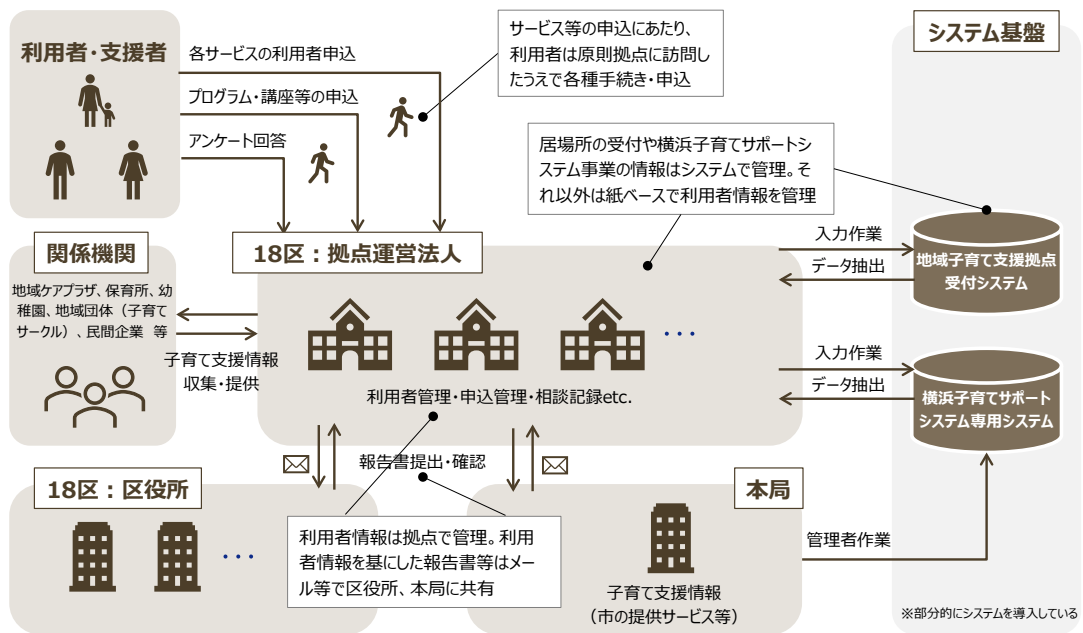 利用者・支援者
各サービスの利用者申込
プログラム・講座等の申込
アンケート回答
サービス等の申込にあたり、
利用者は原則拠点に訪問し
たうえで各種手続き・申込
システム基盤
居場所の受付や横浜子育てサポートシ
ステム事業の情報はシステムで管理。そ
れ以外は紙ベースで利用者情報を管理
関係機関
地域ケアプラザ、保育所、幼
稚園、地域団体（子育て
サークル）、民間企業 等
子育て支援情報
収集・提供
18区：拠点運営法人
・・・
利用者管理・申込管理・相談記録etc.
入力作業
データ抽出
地域子育て支援拠点
受付システム
入力作業
データ抽出
横浜子育てサポート
システム専用システム
報告書提出・確認
18区：区役所
・・・
利用者情報は拠点で管理。利用
者情報を基にした報告書等はメー
ル等で区役所、本局に共有
本局
子育て支援情報
（市の提供サービス等）
管理者作業
※部分的にシステムを導入している